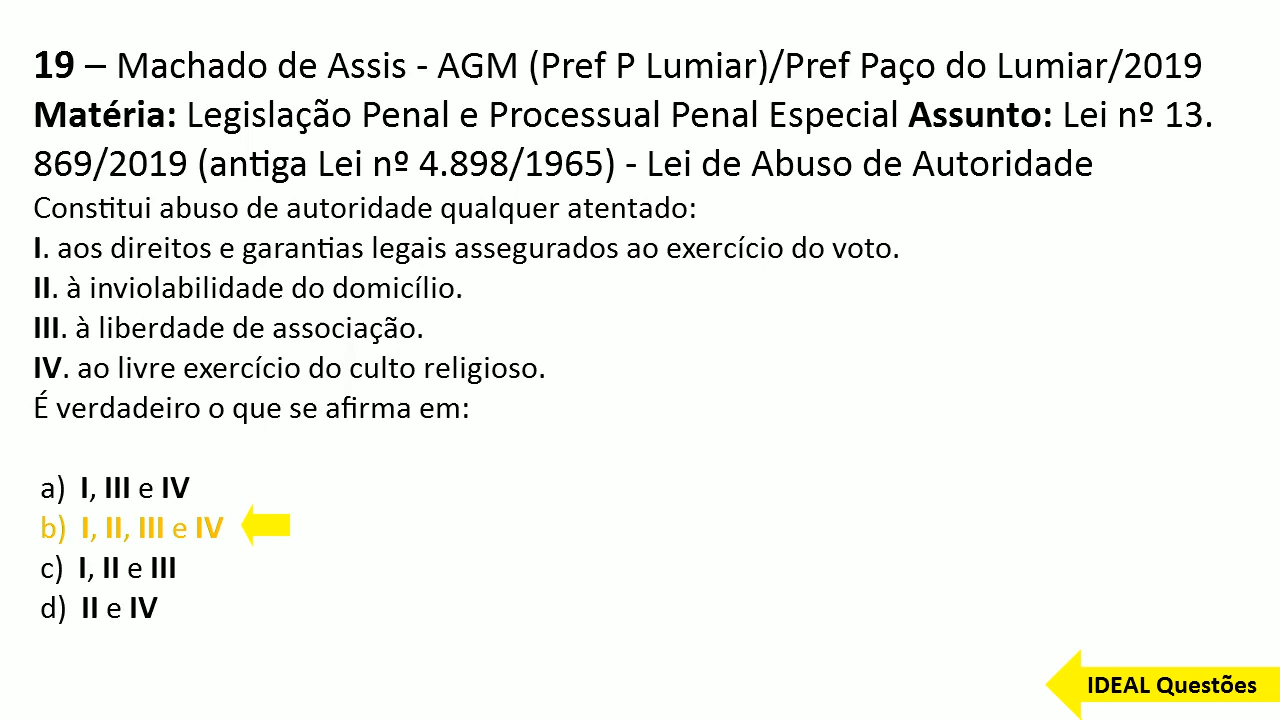 19 – Machado de Assis - AGM (Pref P Lumiar)/Pref Paço do Lumiar/2019
Matéria: Legislação Penal e Processual Penal Especial Assunto: Lei nº 13.
869/2019 (antiga Lei nº 4.898/1965) - Lei de Abuso de Autoridade
Constitui abuso de autoridade qualquer atentado:
I. aos direitos e garantias legais assegurados ao exercício do voto.
II. à inviolabilidade do domicílio.
III. à liberdade de associação.
IV. ao livre exercício do culto religioso.
É verdadeiro o que se afirma em:
a) I, III e IV
b) I, II, III e IV
c) I, II e III
d) II e IV
IDEAL Questões